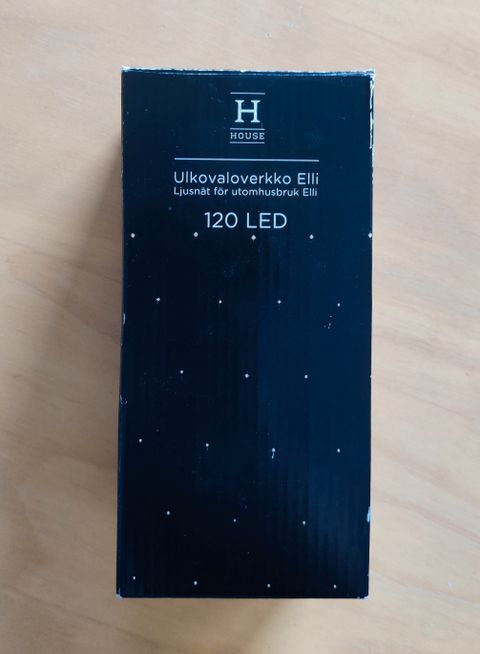 H
HOUSE
Ulkovaloverkko Elli
Ljusnät för utomhusbruk Elli
120 LED